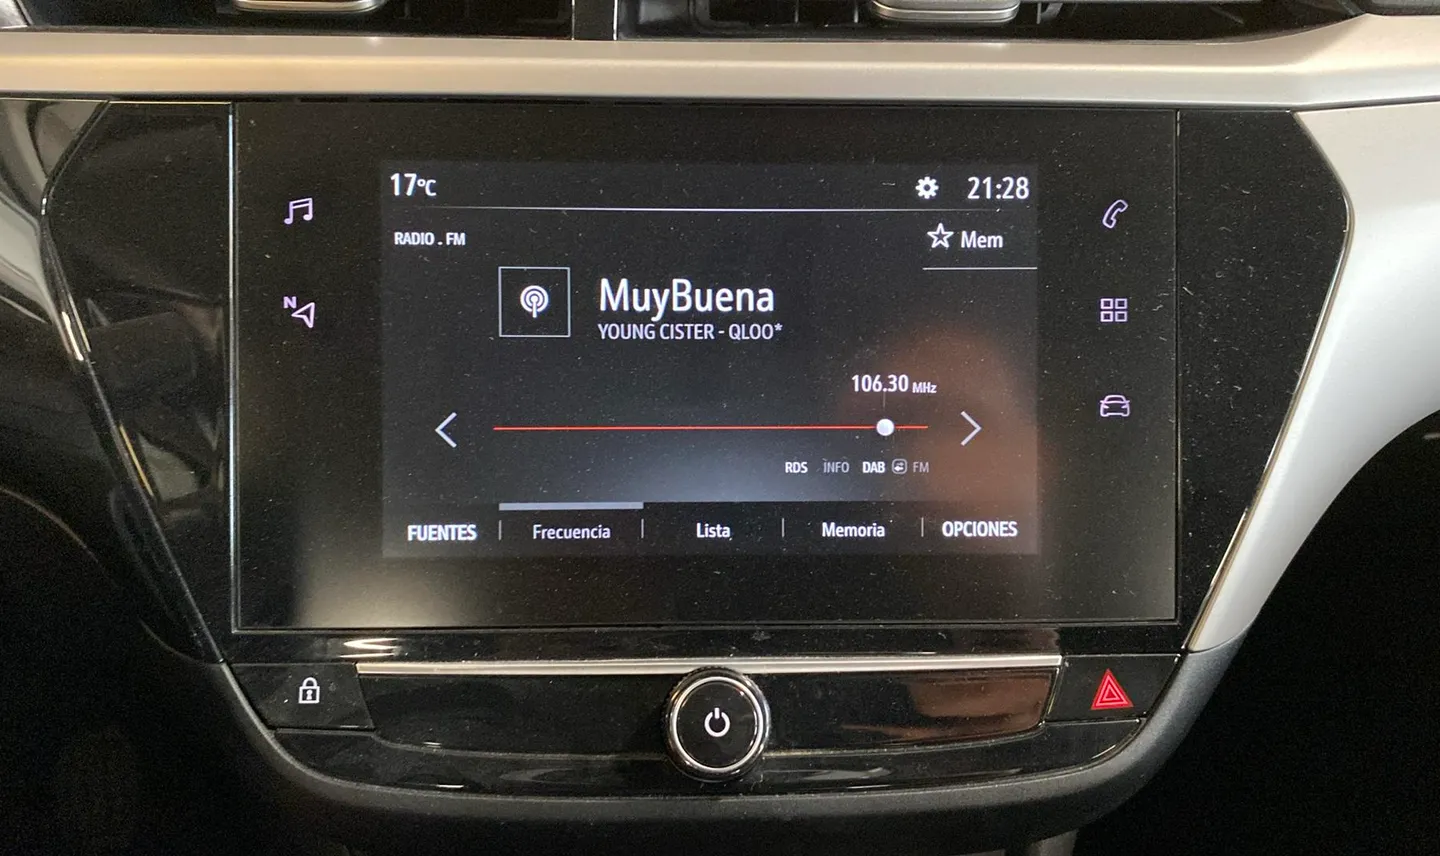 17°C
21:28
RADIO . FM
Mem
MuyBuena
YOUNG CISTER - QLOO*
106.30 MHz
N
RDS INFO DAB FM
FUENTES Frecuencia Lista Memoria OPCIONES